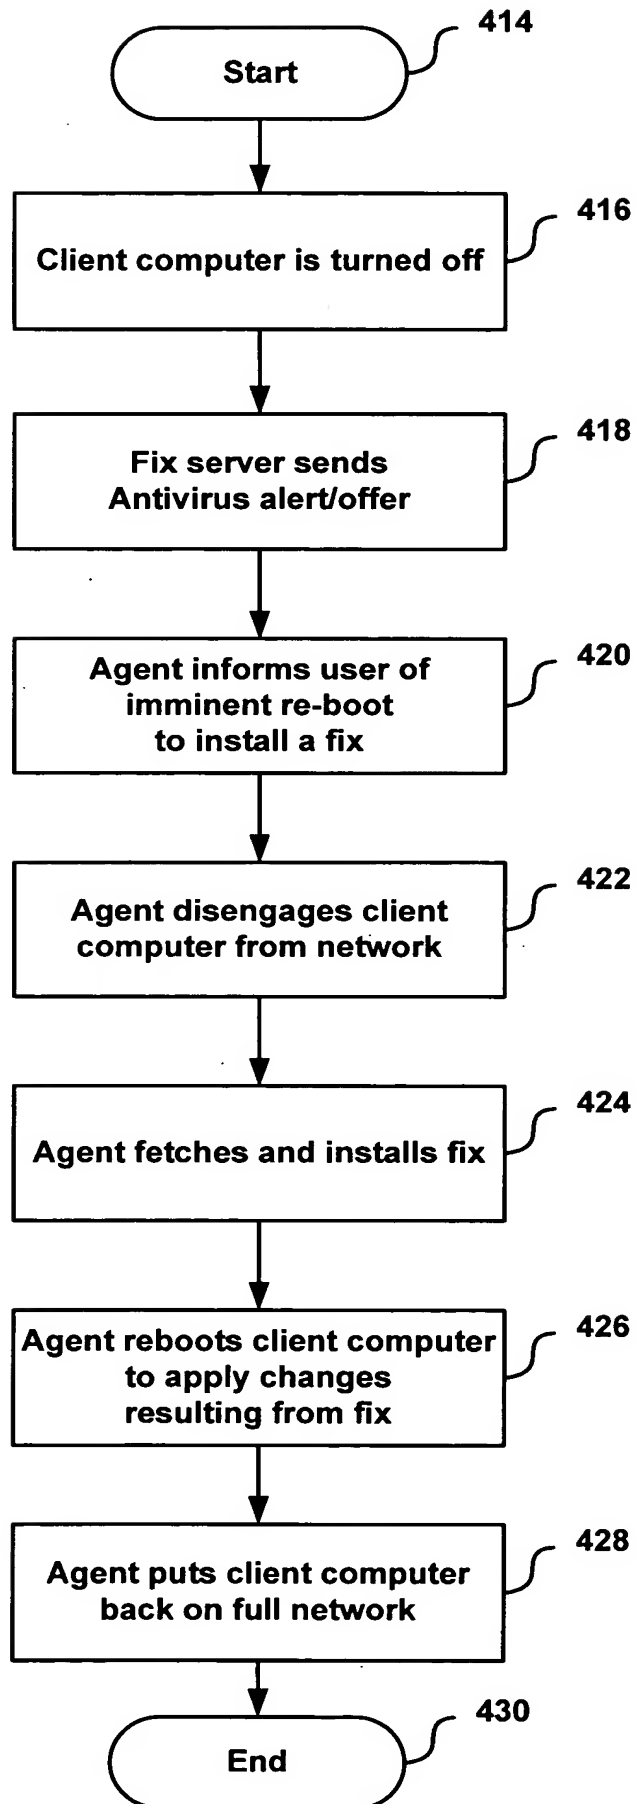 414
Start
416
Client computer is turned off
418
Fix server sends
Antivirus alert/offer
420
Agent informs user of
imminent re-boot
to install a fix
422
Agent disengages client
computer from network
424
Agent fetches and installs fix
426
Agent reboots client computer
to apply changes
resulting from fix
428
Agent puts client computer
back on full network
430
End